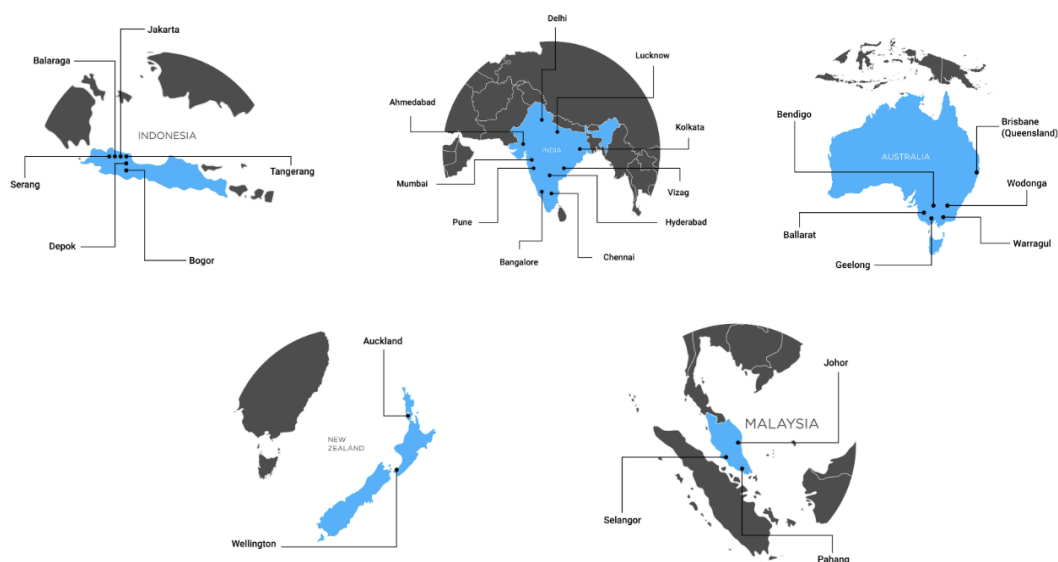 Jakarta
Balaraga
INDONESIA
Serang
Tangerang
Depok
Bogor
Delhi
Lucknow
Ahmedabad
Kolkata
INDIA
Mumbai
Vizag
Pune
Hyderabad
Bangalore
Chennai
Bendigo
Brisbane
(Queensland)
AUSTRALIA
Wodonga
Ballarat
Warragul
Geelong
Auckland
NEW
ZEALAND
Wellington
Johor
MALAYSIA
Selangor
Pahang